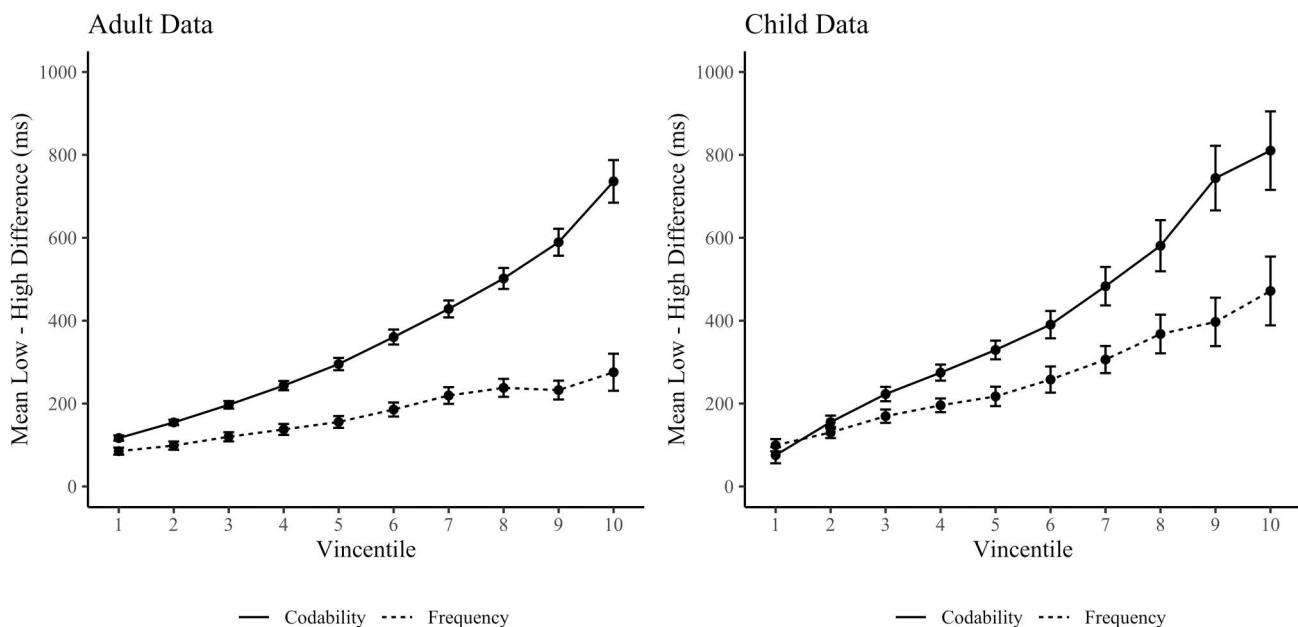 Adult Data
Mean Low - High Difference (ms)
1000
800
600
400
200
0
1 2 3 4 5 6 7 8 9 10
Vincentile
Codability Frequency
Child Data
Mean Low - High Difference (ms)
1000
800
600
400
200
0
1 2 3 4 5 6 7 8 9 10
Vincentile
Codability Frequency